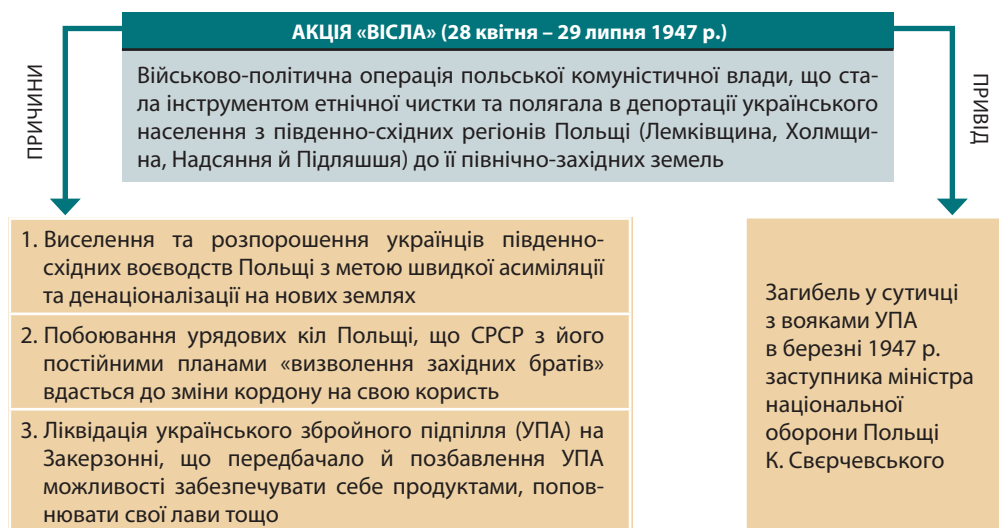 АКЦІЯ «ВІСЛА» (28 квітня – 29 липня 1947 р.)
Військово-політична операція польської комуністичної влади, що ста-
ла інструментом етнічної чистки та полягала в депортації українського
населення з південно-східних регіонів Польщі (Лемківщина, Холмщи-
на, Надсяння й Підляшшя) до її північно-західних земель
ПРИЧИНИ
ПРИВІД
1. Виселення та розпорошення українців південно-
східних воєводств Польщі з метою швидкої асиміляції
та денаціоналізації на нових землях
2. Побоювання урядових кіл Польщі, що СРСР з його
постійними планами «визволення західних братів»
вдасться до зміни кордону на свою користь
3. Ліквідація українського збройного підпілля (УПА) на
Закерзонні, що передбачало й позбавлення УПА
можливості забезпечувати себе продуктами, попов-
нювати свої лави тощо
Загибель у сутичці
з вояками УПА
в березні 1947 р.
заступника міністра
національної
оборони Польщі
К. Свєрчевського